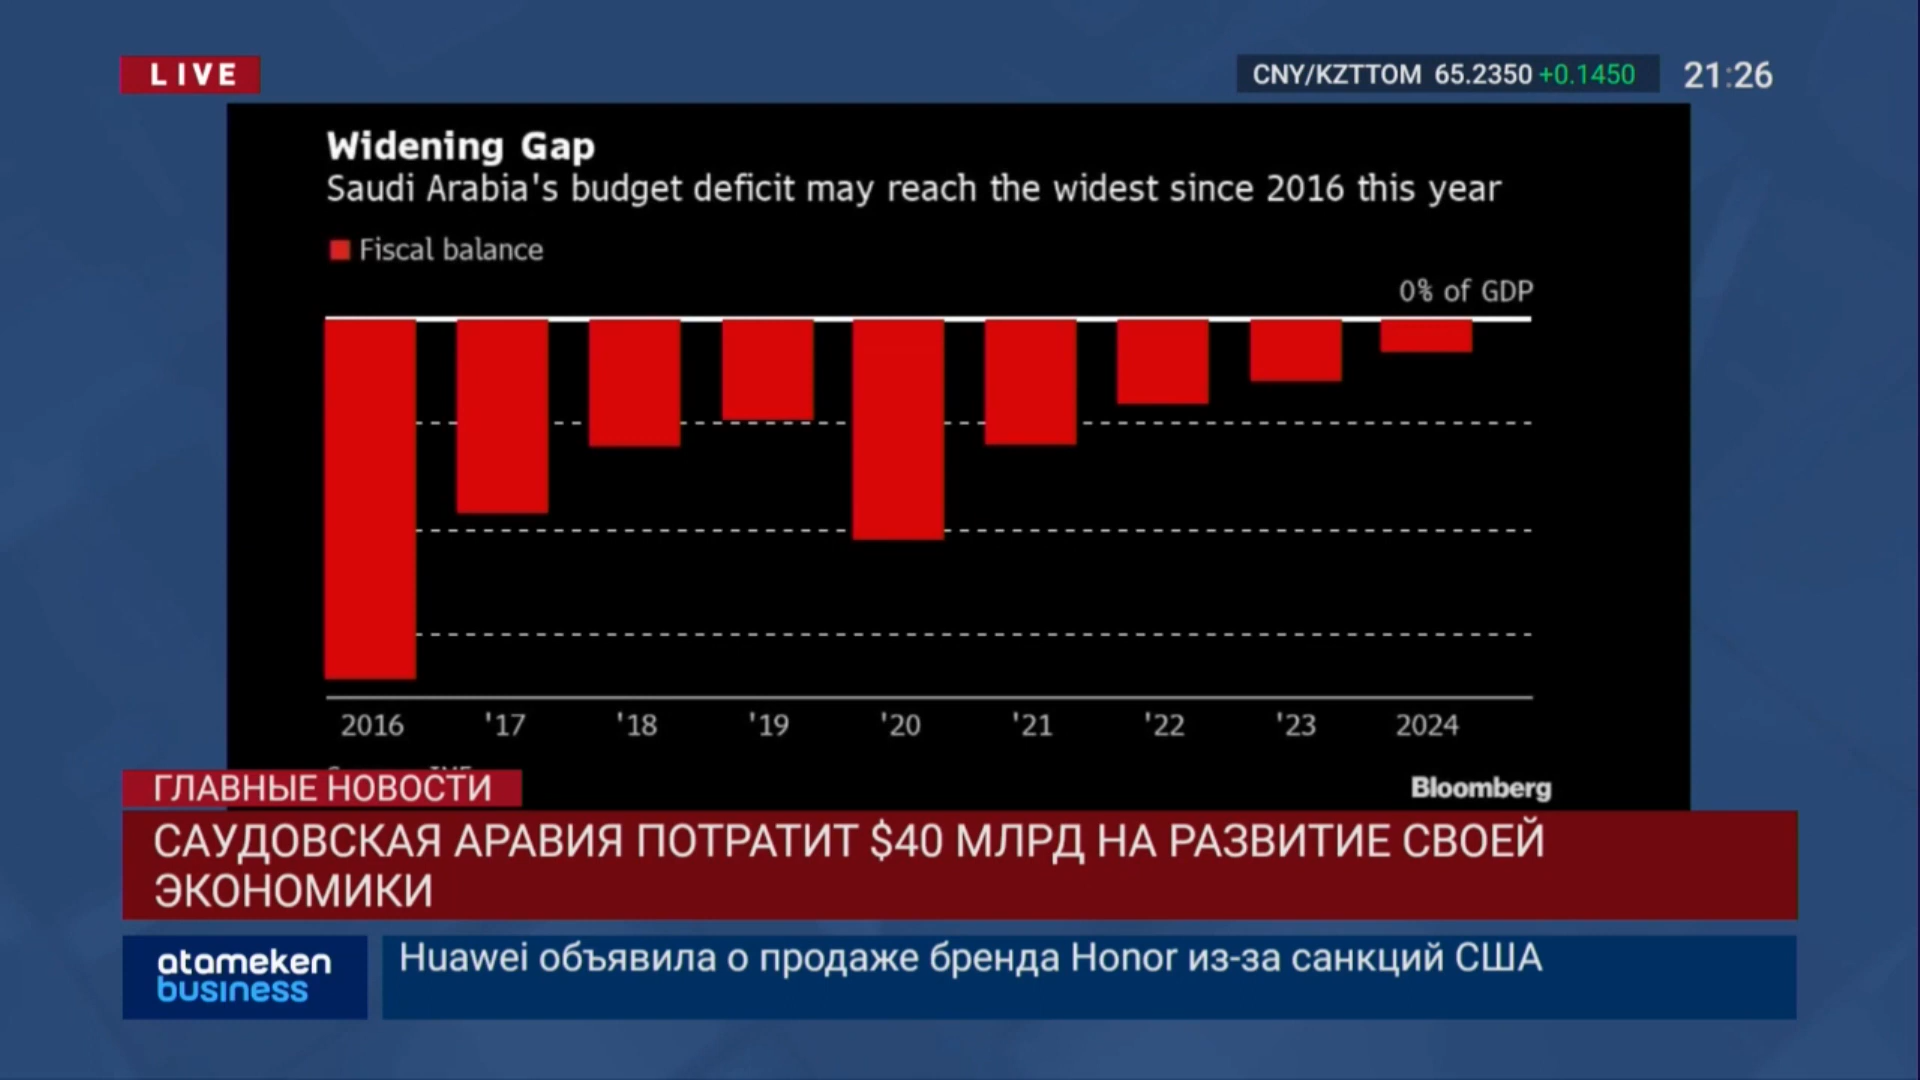 LIVE
CNY/KZTTOM 65.2350 +0.1450
21:26
Widening Gap
Saudi Arabia's budget deficit may reach the widest since 2016 this year
Fiscal balance
0% of GDP
2016 '17 '18 '19 '20 '21 '22 '23 2024
Bloomberg
ГЛАВНЫЕ НОВОСТИ
САУДОВСКАЯ АРАВИЯ ПОТРАТИТ $40 МЛРД НА РАЗВИТИЕ СВОЕЙ
ЭКОНОМИКИ
atameken
business
Huawei объявила о продаже бренда Honor из-за санкций США